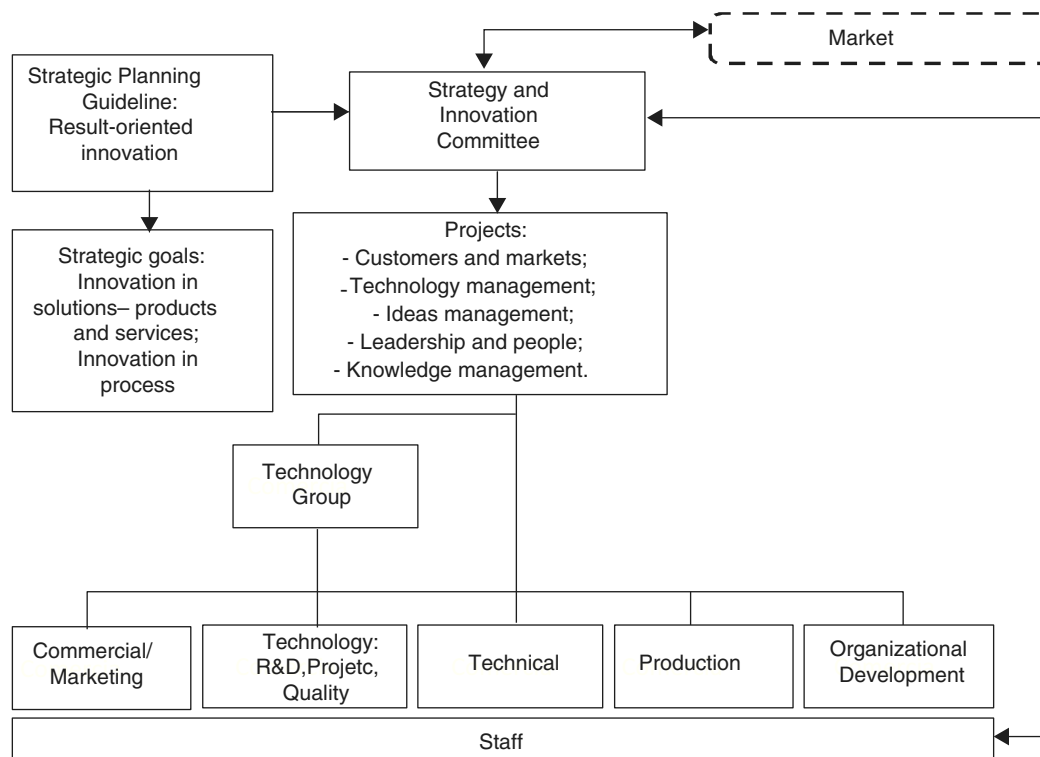 Market
Strategic Planning
Guideline:
Result-oriented
innovation
Strategy and
Innovation
Committee
Strategic goals:
Innovation in
solutions– products
and services;
Innovation in
process
Projects:
- Customers and markets;
- Technology management;
- Ideas management;
- Leadership and people;
- Knowledge management.
Technology
Group
Commercial/
Marketing
Technology:
R&D,Projetc,
Quality
Technical
Production
Organizational
Development
Staff